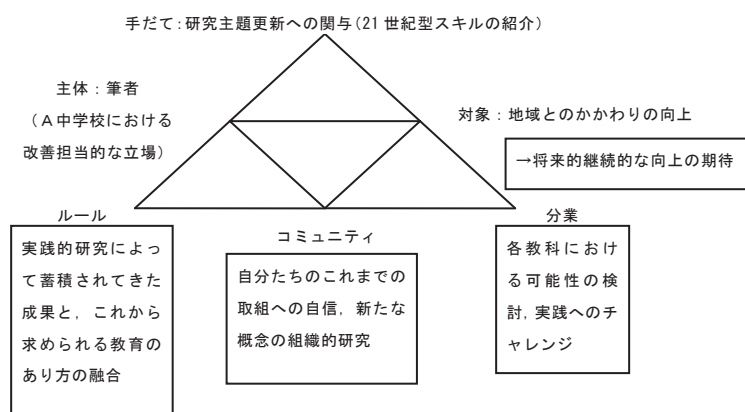 手だて：研究主題更新への関与（21世紀型スキルの紹介）
主体：筆者
（A中学校における
改善担当的な立場）
対象：地域とのかかわりの向上
→将来的継続的な向上の期待
ルール
実践的研究によっ
て蓄積されてきた
成果と，これから
求められる教育の
あり方の融合
コミュニティ
自分たちのこれまでの
取組への自信，新たな
概念の組織的研究
分業
各教科におけ
る可能性の検
討，実践へのチ
ャレンジ